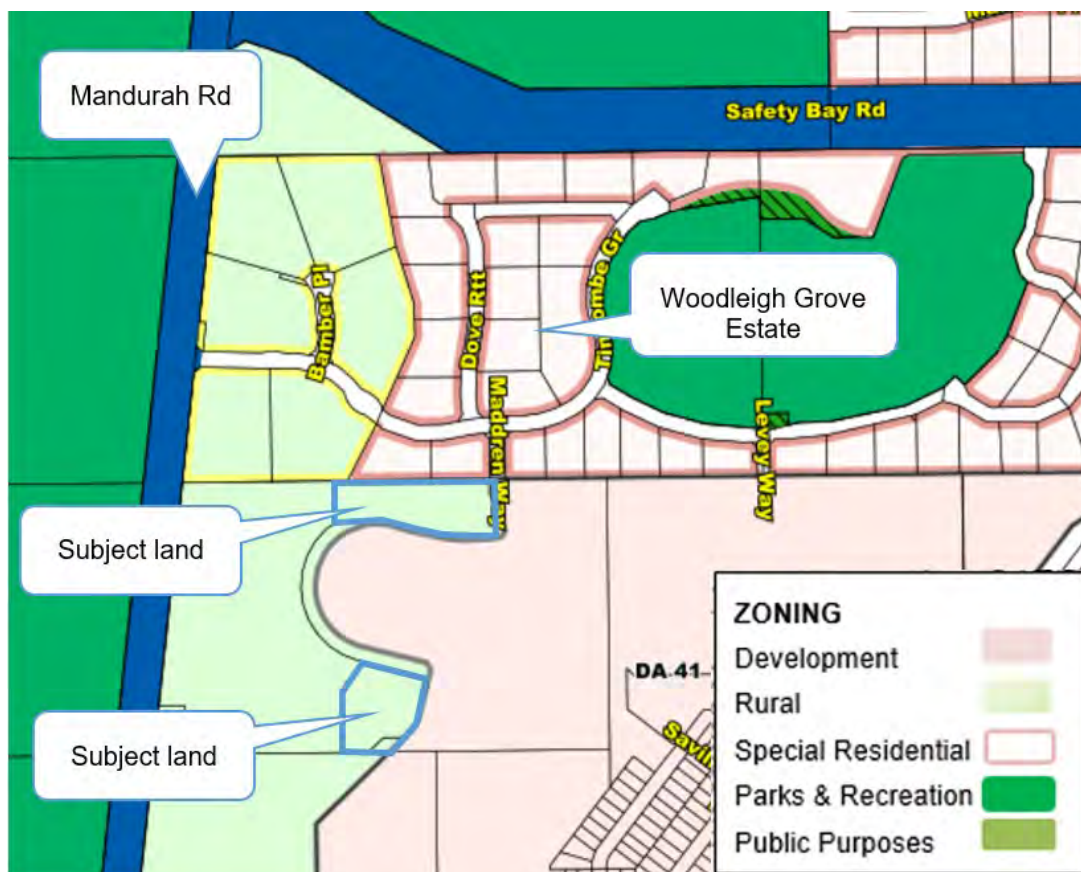 Mandurah Rd
Safety Bay Rd
Bamber Pl
Dove Rtt
Woodleigh Grove
Estate
Maddren Way
Levey Way
Subject land
Subject land
DA 41
ZONING
Development
Rural
Special Residential
Parks & Recreation
Public Purposes